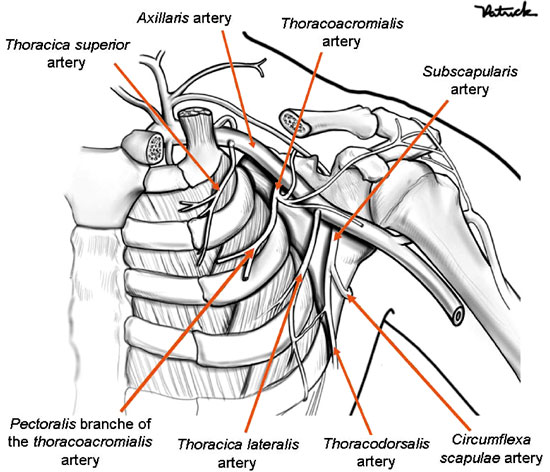 Patrick
Axillaris artery
Thoracoacromialis
artery
Thoracica superior
artery
Subscapularis
artery
Pectoralis branche of
the thoracoacromialis
artery
Thoracica lateralis
artery
Thoracodorsalis
artery
Circumflexa
scapulae artery